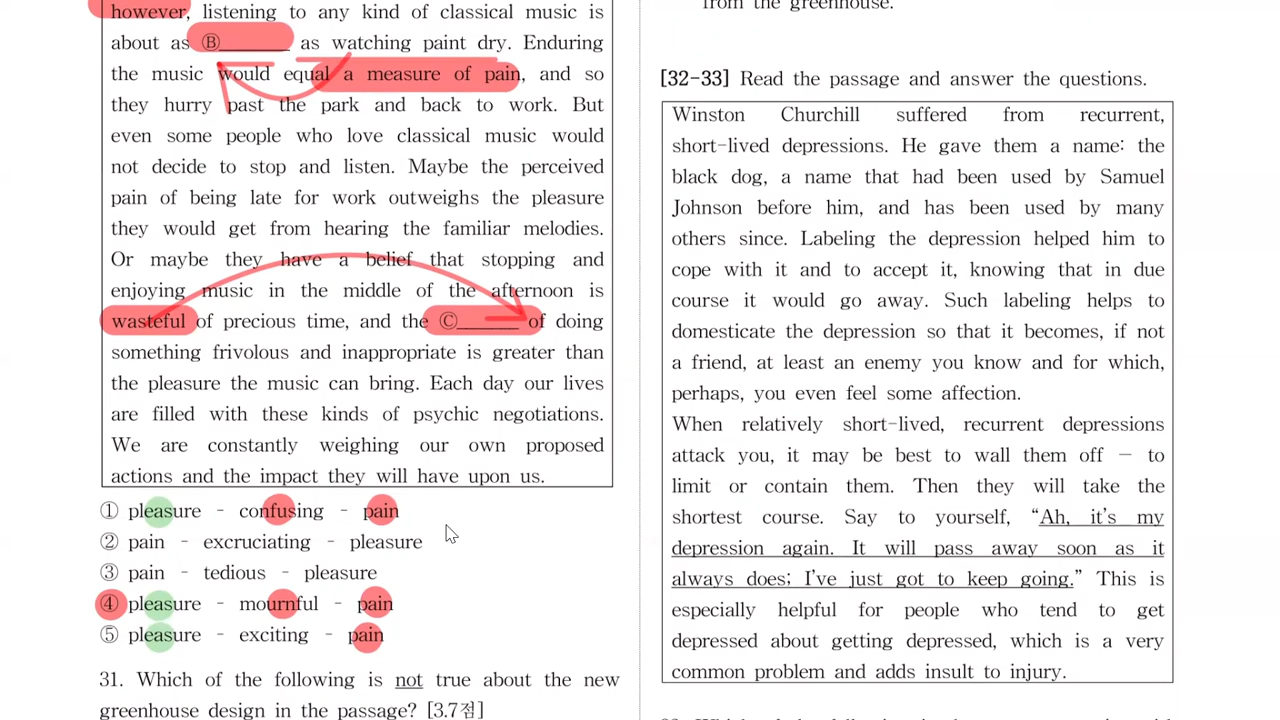 however, listening to any kind of classical music is
about as Ⓑ______ as watching paint dry. Enduring
the music would equal a measure of pain, and so
they hurry past the park and back to work. But
even some people who love classical music would
not decide to stop and listen. Maybe the perceived
pain of being late for work outweighs the pleasure
they would get from hearing the familiar melodies.
Or maybe they have a belief that stopping and
enjoying music in the middle of the afternoon is
wasteful of precious time, and the Ⓒ______ of doing
something frivolous and inappropriate is greater than
the pleasure the music can bring. Each day our lives
are filled with these kinds of psychic negotiations.
We are constantly weighing our own proposed
actions and the impact they will have upon us.
① pleasure - confusing - pain
② pain - excruciating - pleasure
③ pain - tedious - pleasure
④ pleasure - mournful - pain
⑤ pleasure - exciting - pain
31. Which of the following is not true about the new
greenhouse design in the passage? [3.7점]
from the greenhouse.
[32-33] Read the passage and answer the questions.
Winston Churchill suffered from recurrent,
short-lived depressions. He gave them a name: the
black dog, a name that had been used by Samuel
Johnson before him, and has been used by many
others since. Labeling the depression helped him to
cope with it and to accept it, knowing that in due
course it would go away. Such labeling helps to
domesticate the depression so that it becomes, if not
a friend, at least an enemy you know and for which,
perhaps, you even feel some affection.
When relatively short-lived, recurrent depressions
attack you, it may be best to wall them off - to
limit or contain them. Then they will take the
shortest course. Say to yourself, "Ah, it's my
depression again. It will pass away soon as it
always does; I've just got to keep going." This is
especially helpful for people who tend to get
depressed about getting depressed, which is a very
common problem and adds insult to injury.